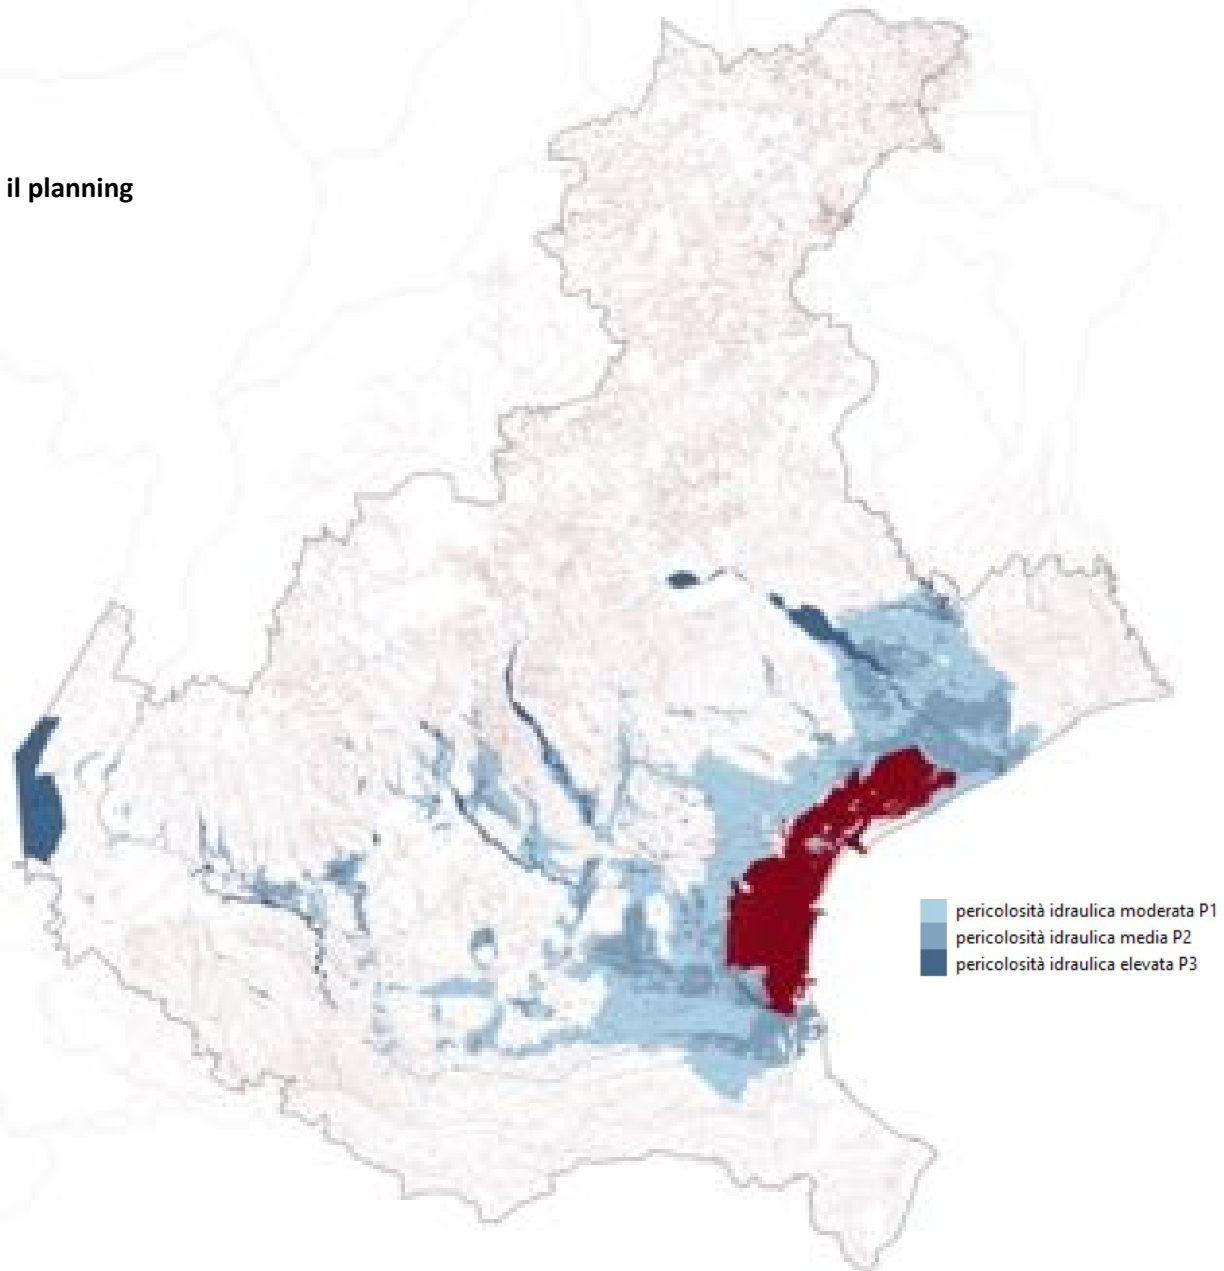 il planning
pericolosità idraulica moderata P1
pericolosità idraulica media P2
pericolosità idraulica elevata P3